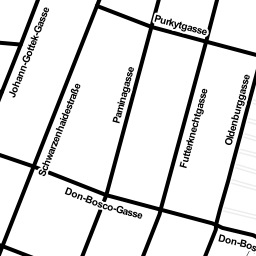 Purkytgasse
Johann-Gottek-Gasse
Schwarzenhaidestraße
Paminagasse
Futterknechtgasse
Oldenburggasse
Don-Bosco-Gasse
Don-Bos